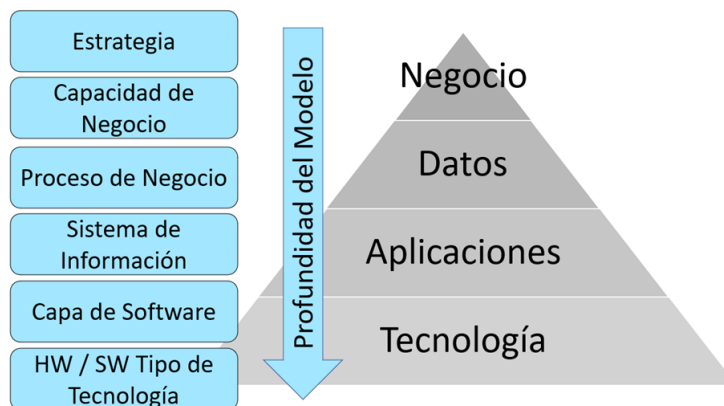 Estrategia
Capacidad de
Negocio
Proceso de Negocio
Sistema de
Información
Capa de Software
HW / SW Tipo de
Tecnología
Profundidad del Modelo
Negocio
Datos
Aplicaciones
Tecnología